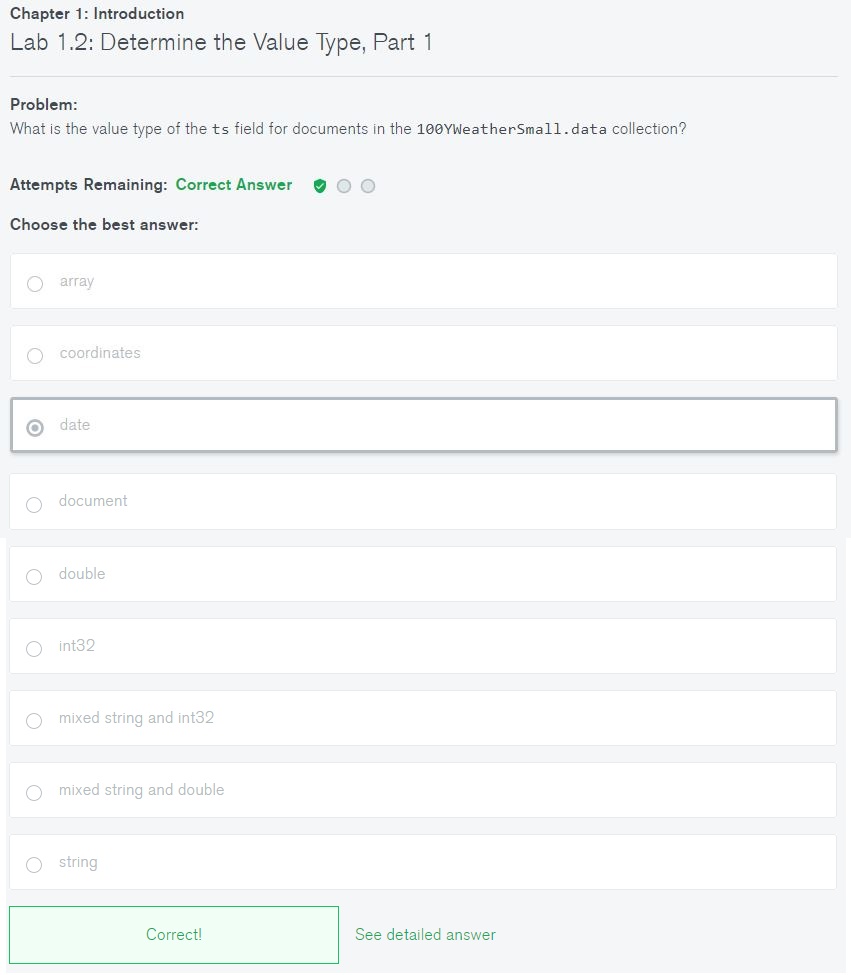 Chapter 1: Introduction
Lab 1.2: Determine the Value Type, Part 1
Problem:
What is the value type of the ts field for documents in the 100YWeatherSmall.data collection?
Attempts Remaining: Correct Answer
Choose the best answer:
array
coordinates
date
document
double
int32
mixed string and int32
mixed string and double
string
Correct! See detailed answer